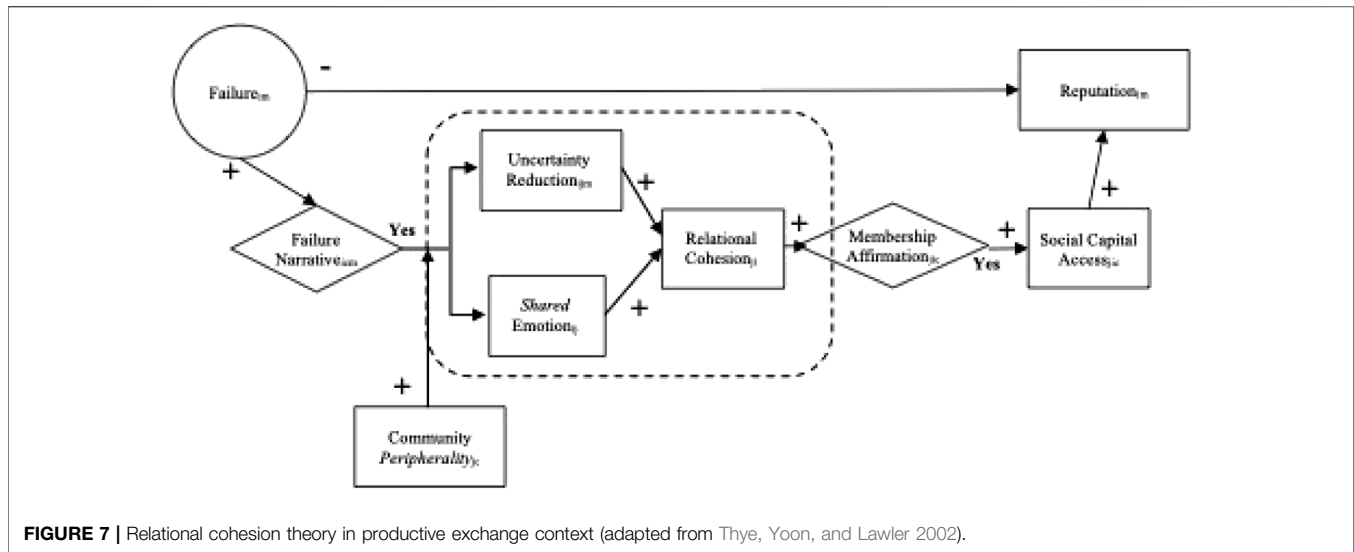 Failure
-
Reputation
+
Uncertainty
Reduction
+
Failure
Narrative
Yes
Relational
Cohesion
+
Membership
Affirmation
+
Yes
Social Capital
Access
+
Shared
Emotion
+
+
Community
Peripherality
FIGURE 7 | Relational cohesion theory in productive exchange context (adapted from Thye, Yoon, and Lawler 2002).